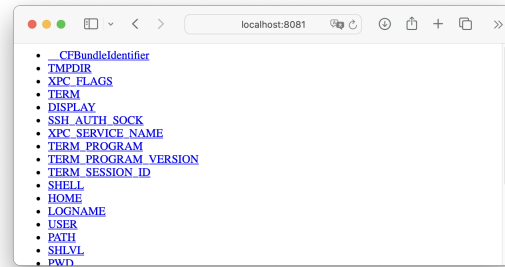 localhost:8081
__CFBundleIdentifier
TMPDIR
XPC_FLAGS
TERM
DISPLAY
SSH_AUTH_SOCK
XPC_SERVICE_NAME
TERM_PROGRAM
TERM_PROGRAM_VERSION
TERM_SESSION_ID
SHELL
HOME
LOGNAME
USER
PATH
SHLVL
PWD